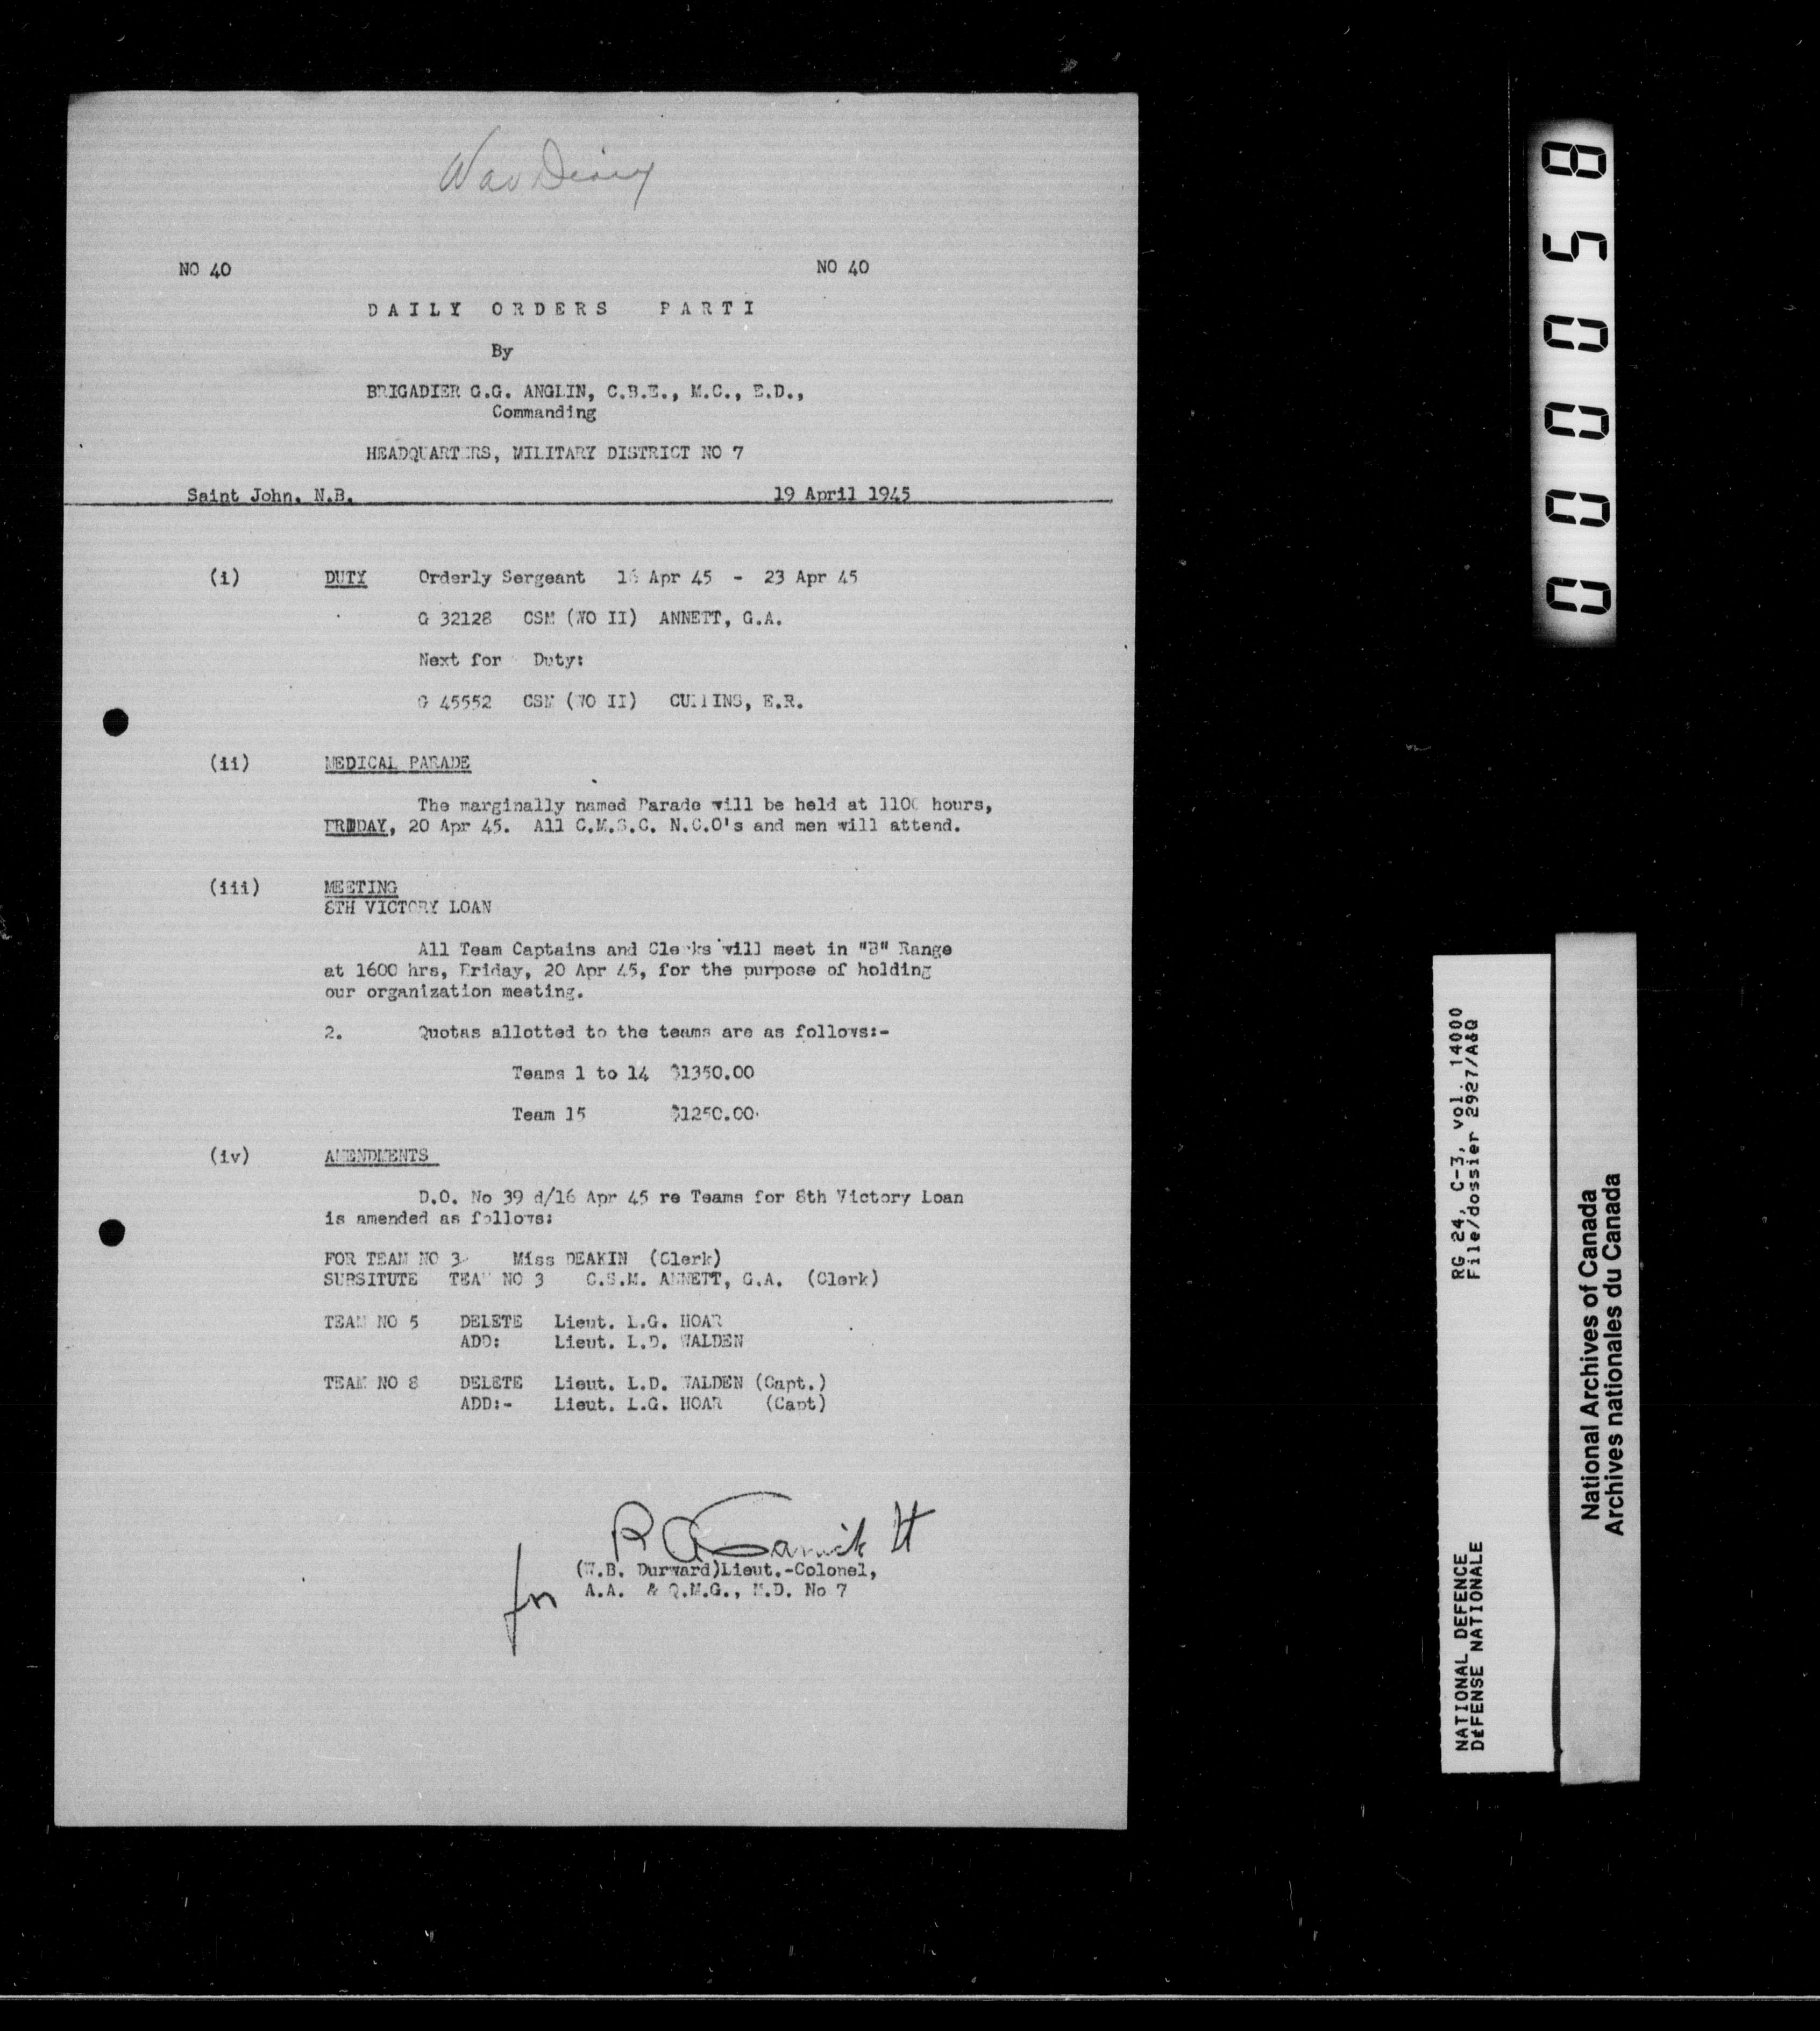 War Diary
NO 40 NO 40
DAILY ORDERS PART I
By
BRIGADIER G.G. ANGLIN, C.B.E., M.C., E.D.,
Commanding
HEADQUARTERS, MILITARY DISTRICT NO 7
Saint John, N.B. 19 April 1945
(i) DUTY Orderly Sergeant 16 Apr 45 - 23 Apr 45
G 32128 CSM (WO II) ANNETT, G.A.
Next for Duty:
G 45552 CSM (WO II) E.R.
(ii) MEDICAL PARADE
The marginally named Parade will be held at 1100 hours,
FRIDAY, 20 Apr 45. All C.M.S.C. N.C.O's and men will attend.
(iii) MEETING
8TH VICTORY LOAN
All Team Captains and Clerks will meet in "B" Range
at 1600 hrs, Friday, 20 Apr 45, for the purpose of holding
our organization meeting.
2. Quotas allotted to the teams are as follows:-
Teams 1 to 14 $1350.00
Team 15 $1250.00
(iv) AMENDMENTS
D.O. No 39 d/16 Apr 45 re Teams for 8th Victory Loan
is amended as follows:
FOR TEAM NO 3 Miss DEAKIN (Clerk)
SUBSITUTE TEAM NO 3 C.S.M. ANNETT, G.A. (Clerk)
TEAM NO 5 DELETE Lieut. L.G. HOAR
ADD: Lieut. L.D. WALDEN
TEAM NO 8 DELETE Lieut. L.D. WALDEN (Capt.)
ADD:- Lieut. L.G. HOAR (Capt)
for
(W.B. Durward)Lieut.-Colonel,
A.A. & Q.M.G., M.D. No 7
000058
RG 24, C-3, vol. 14000
File/dossier 2927/A&Q
NATIONAL DEFENCE
DÉFENSE NATIONALE
National Archives of Canada
Archives nationales du Canada